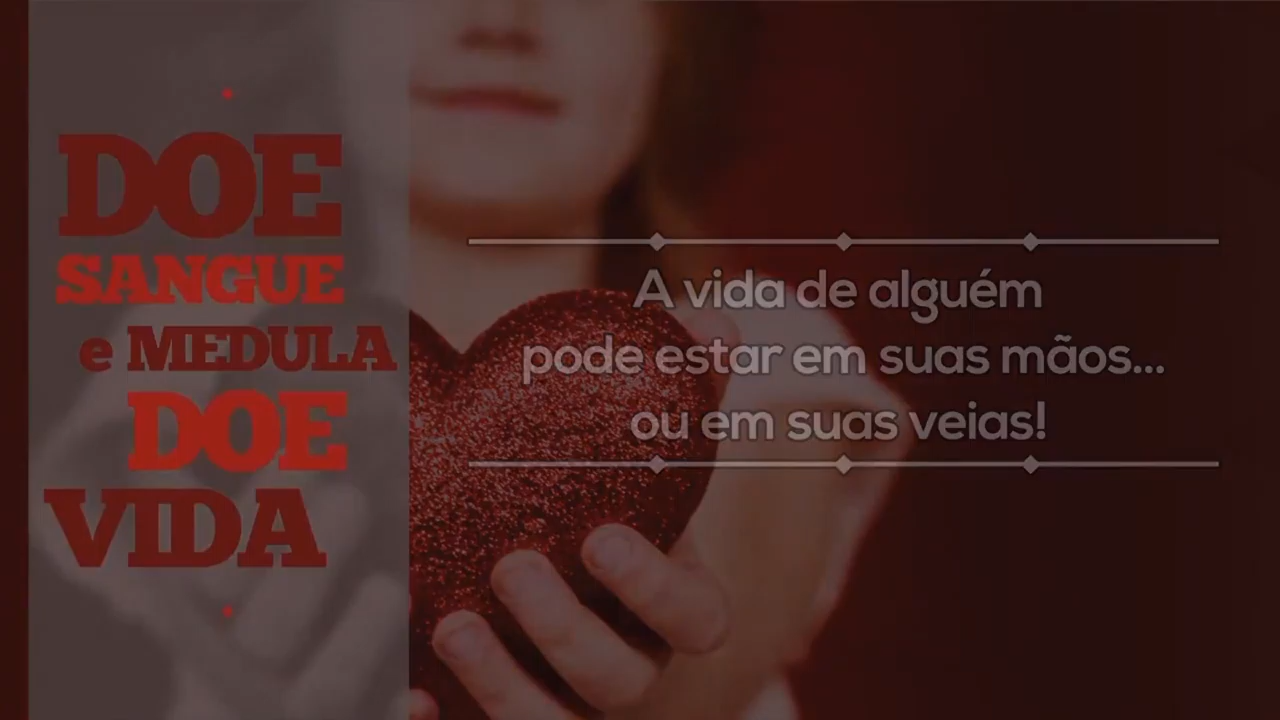 DOE
SANGUE
e MEDULA
DOE
VIDA
A vida de alguém
pode estar em suas mãos...
ou em suas veias!